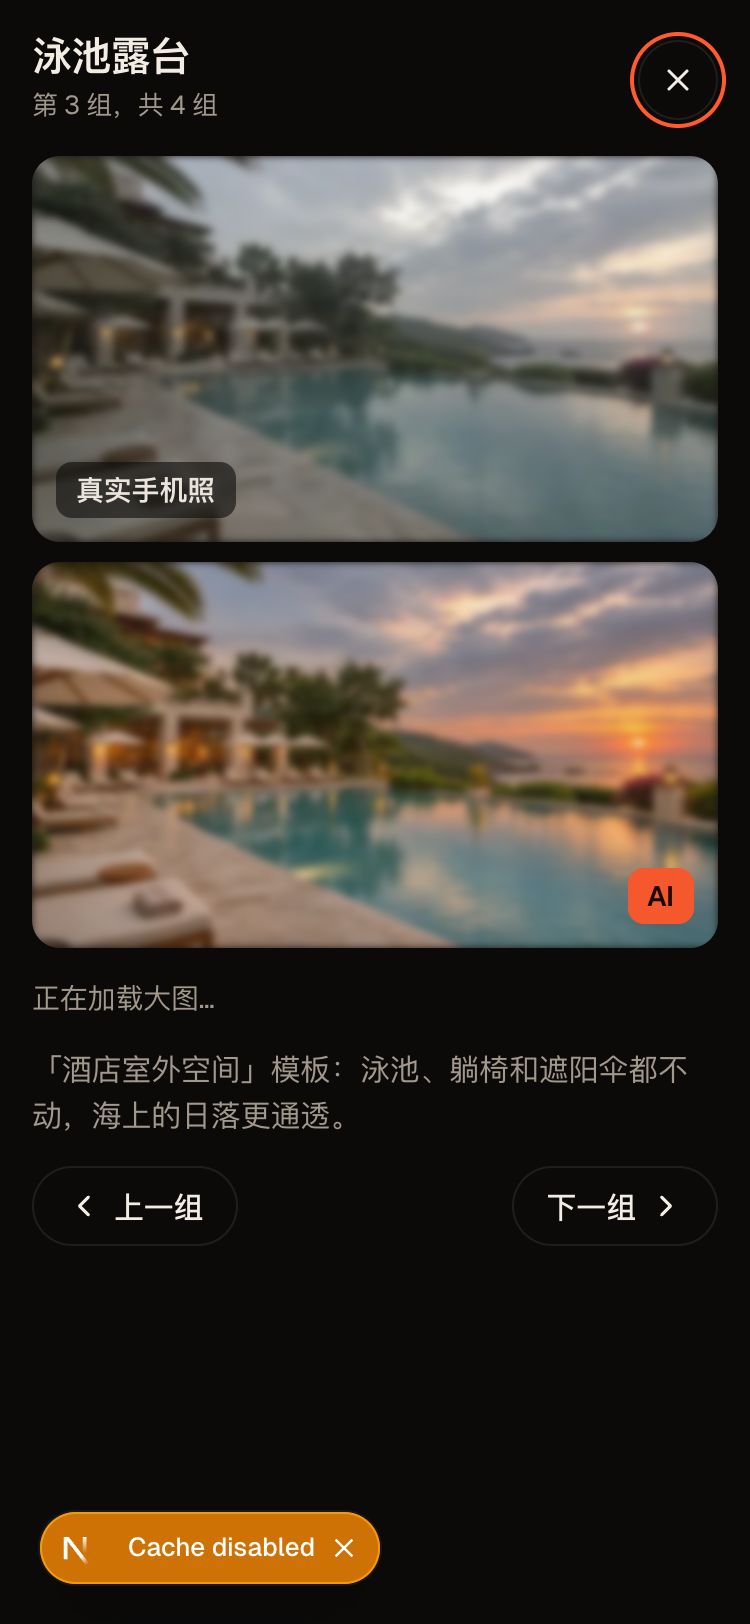 泳池露台
第 3 组，共 4 组
真实手机照
AI
正在加载大图…
「酒店室外空间」模板：泳池、躺椅和遮阳伞都不
动，海上的日落更通透。
上一组
下一组
N Cache disabled